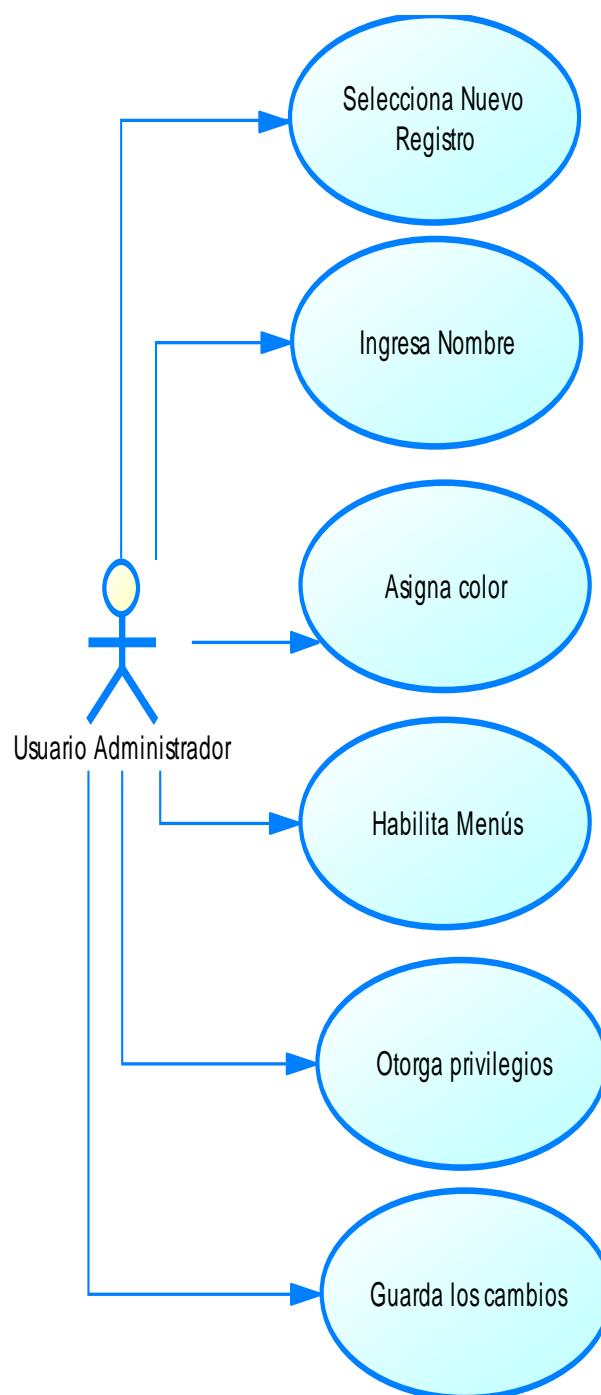 Selecciona Nuevo
Registro
Ingresa Nombre
Asigna color
Usuario Administrador
Habilita Menús
Otorga privilegios
Guarda los cambios